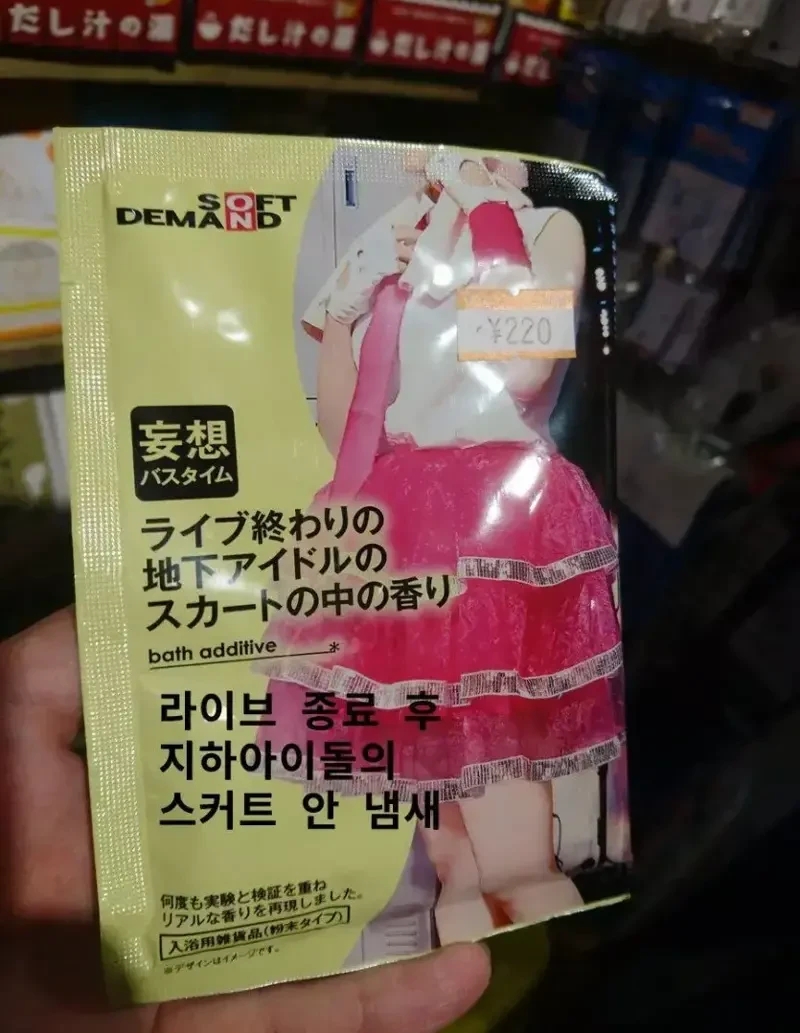 だし汁の湯
だし汁の湯
だし汁の
だし
SOFT
DEMAND
¥220
妄想
バスタイム
ライブ終わりの
地下アイドルの
スカートの中の香り
bath additive *
라이브 종료 후
지하아이돌의
스커트 안 냄새
何度も実験と検証を重ね
リアルな香りを再現しました。
入浴用雑貨品(粉末タイプ)
※デザインはイメージです。